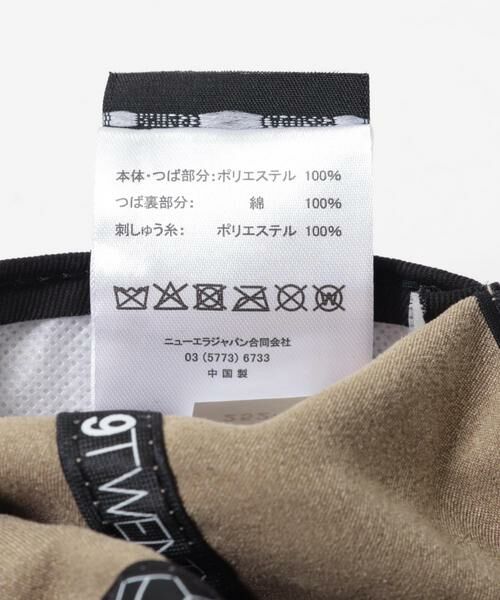 本体・つば部分：ポリエステル 100%
つば裏部分： 綿 100%
刺しゅう糸： ポリエステル 100%
ニューエラジャパン合同会社
03 (5773) 6733
中国製
9TWEN